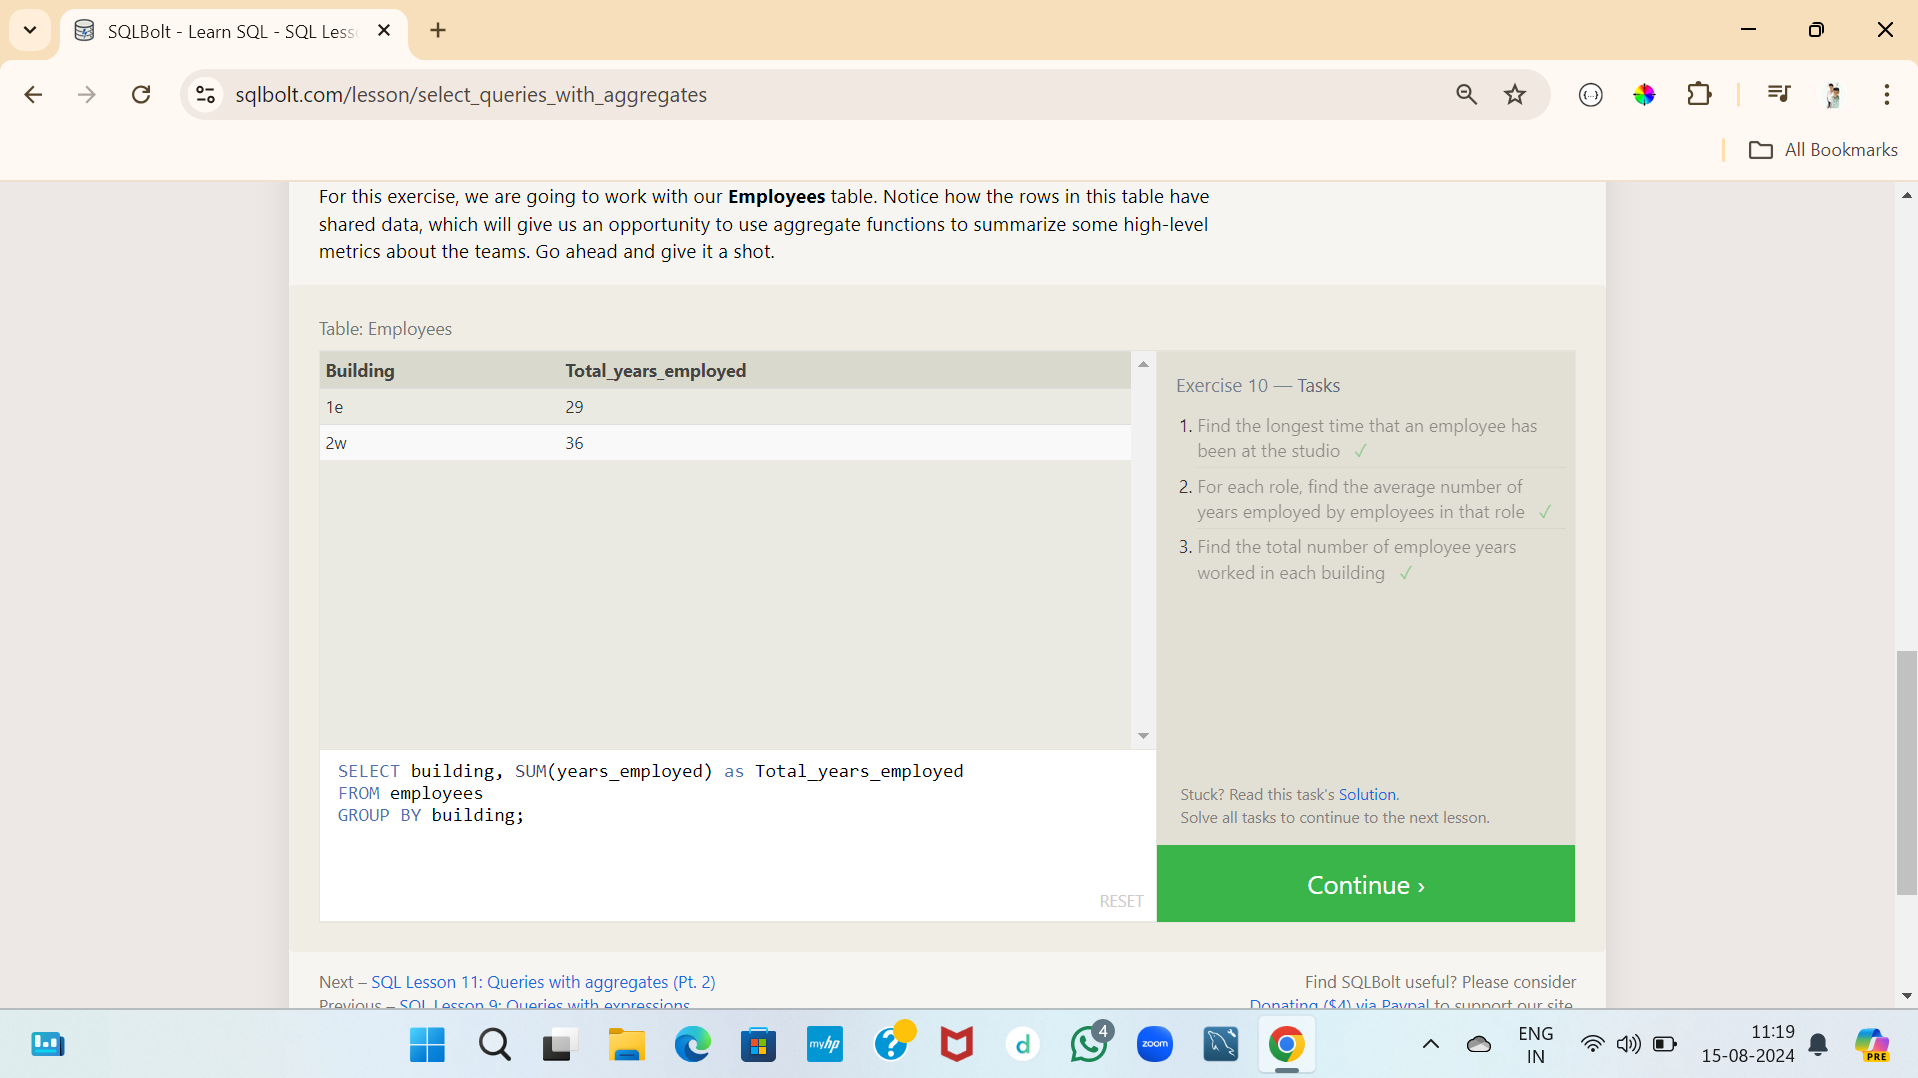 SQLBolt - Learn SQL - SQL Less
sqlbolt.com/lesson/select_queries_with_aggregates
All Bookmarks
For this exercise, we are going to work with our Employees table. Notice how the rows in this table have
shared data, which will give us an opportunity to use aggregate functions to summarize some high-level
metrics about the teams. Go ahead and give it a shot.
Table: Employees
Building Total_years_employed
1e 29
2w 36
SELECT building, SUM(years_employed) as Total_years_employed
FROM employees
GROUP BY building;
RESET
Exercise 10 — Tasks
1. Find the longest time that an employee has
been at the studio ✓
2. For each role, find the average number of
years employed by employees in that role ✓
3. Find the total number of employee years
worked in each building ✓
Stuck? Read this task's Solution.
Solve all tasks to continue to the next lesson.
Continue ›
Next – SQL Lesson 11: Queries with aggregates (Pt. 2)
Previous – SQL Lesson 9: Queries with expressions
Find SQLBolt useful? Please consider
Donating ($4) via Paypal to support our site.
myhp
d
4
zoom
ENG
IN
11:19
15-08-2024
PRE